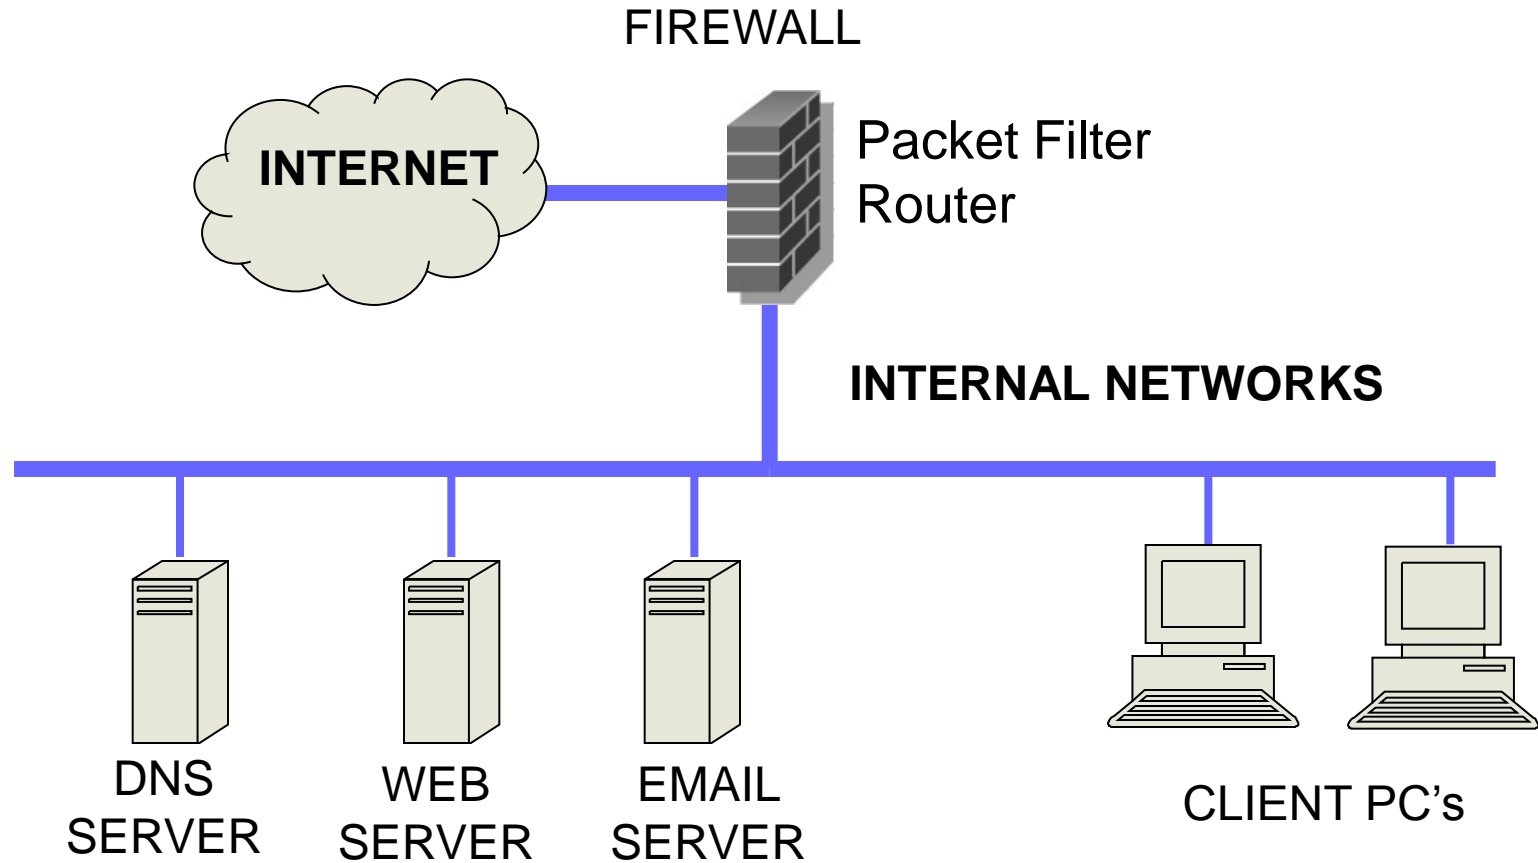 FIREWALL
INTERNET
Packet Filter
Router
INTERNAL NETWORKS
DNS
SERVER
WEB
SERVER
EMAIL
SERVER
CLIENT PC’s